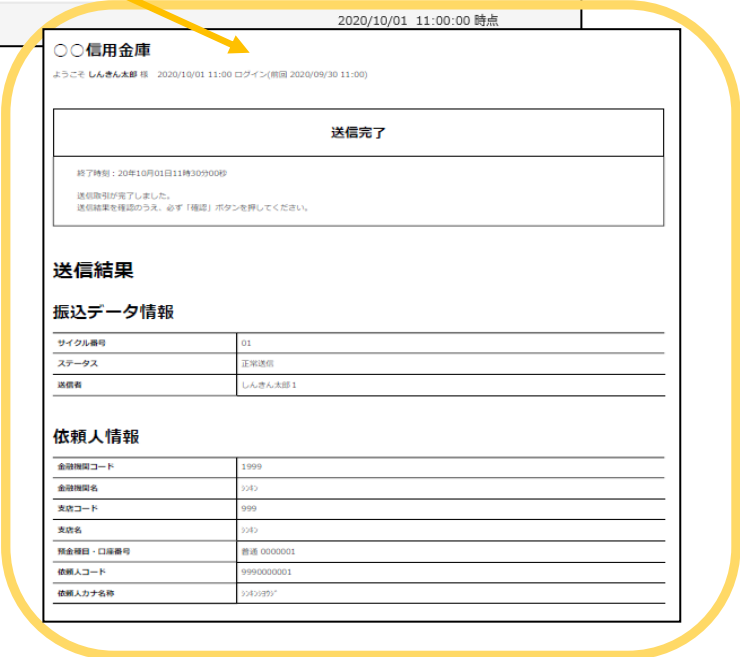 2020/10/01 11:00:00 時点
○○信用金庫
ようこそ しんきん太郎 様 2020/10/01 11:00 ログイン(前回 2020/09/30 11:00)
送信完了
終了時刻：20年10月01日11時30分00秒
送信取引が完了しました。
送信結果を確認のうえ、必ず「確認」ボタンを押してください。
送信結果
振込データ情報
サイクル番号 01
ステータス 正常送信
送信者 しんきん太郎１
依頼人情報
金融機関コード 1999
金融機関名 ｼﾝｷﾝ
支店コード 999
支店名 ｼﾝｷﾝ
預金種目・口座番号 普通 0000001
依頼人コード 9990000001
依頼人カナ名称 ｼﾝｷﾝｼﾖｳｼﾞ